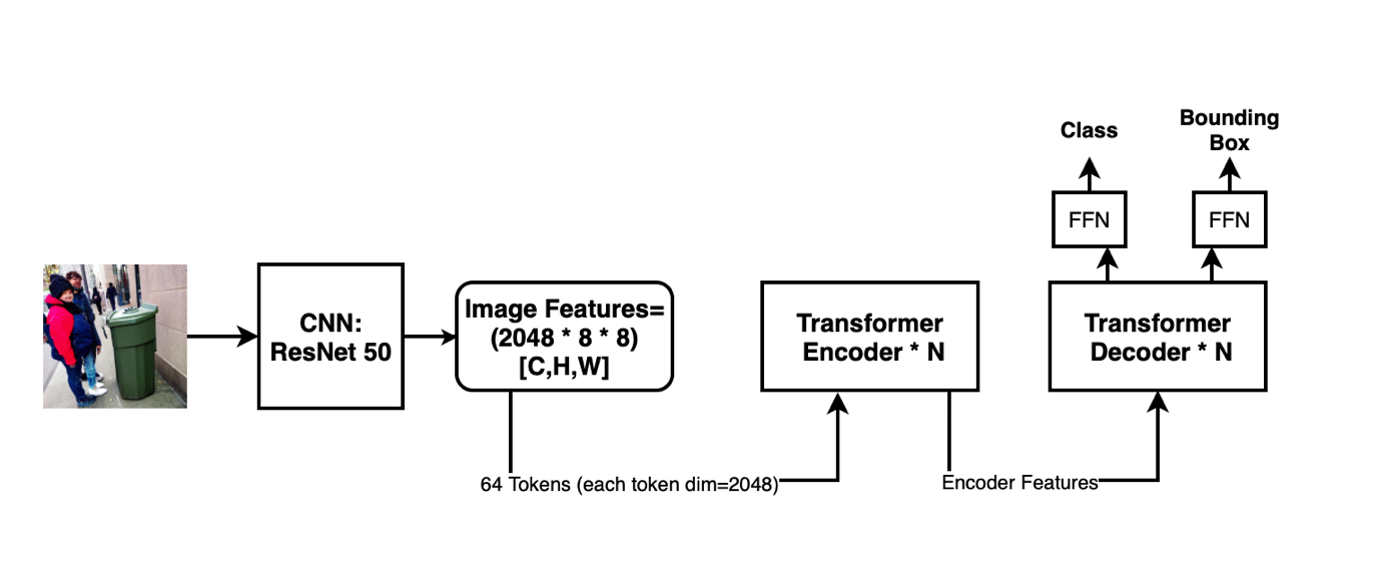 Class
Bounding
Box
FFN
FFN
CNN:
ResNet 50
Image Features=
(2048 * 8 * 8)
[C,H,W]
Transformer
Encoder * N
Transformer
Decoder * N
64 Tokens (each token dim=2048)
Encoder Features